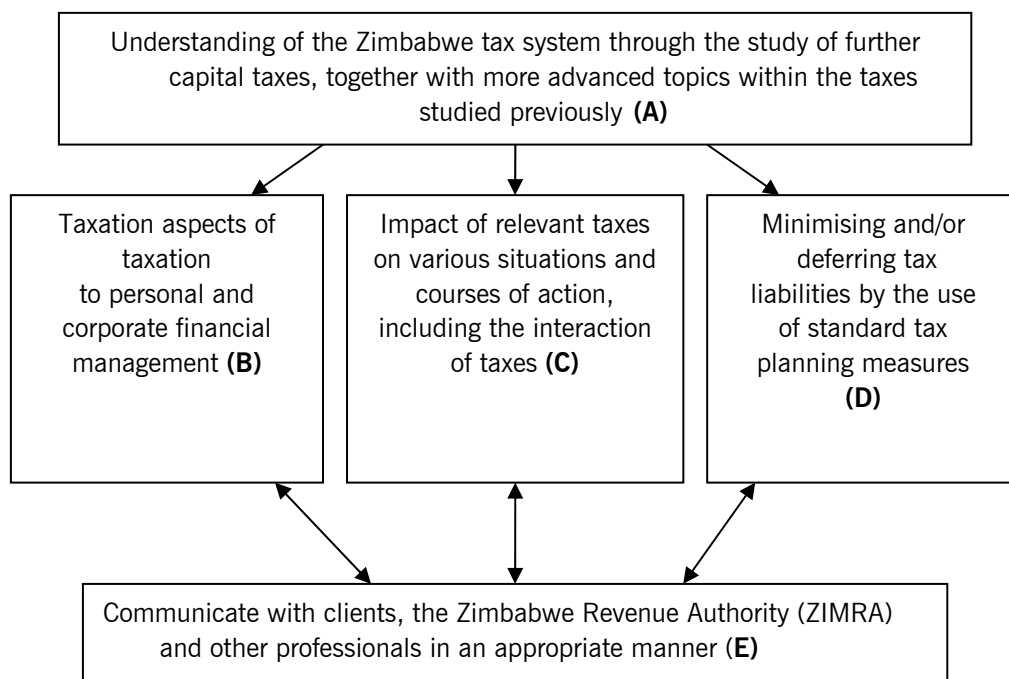 Understanding of the Zimbabwe tax system through the study of further
capital taxes, together with more advanced topics within the taxes
studied previously (A)
Taxation aspects of
taxation
to personal and
corporate financial
management (B)
Impact of relevant taxes
on various situations and
courses of action,
including the interaction
of taxes (C)
Minimising and/or
deferring tax
liabilities by the use
of standard tax
planning measures
(D)
Communicate with clients, the Zimbabwe Revenue Authority (ZIMRA)
and other professionals in an appropriate manner (E)